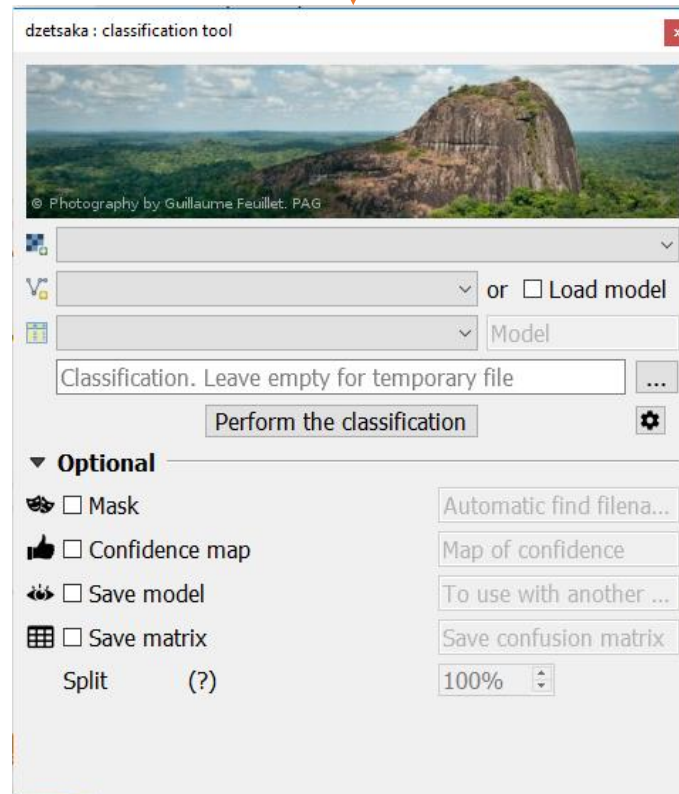 dzetsaka : classification tool
© Photography by Guillaume Feuillet. PAG
or Load model
Model
Classification. Leave empty for temporary file ...
Perform the classification
Optional
Mask Automatic find filena...
Confidence map Map of confidence
Save model To use with another ...
Save matrix Save confusion matrix
Split (?) 100%